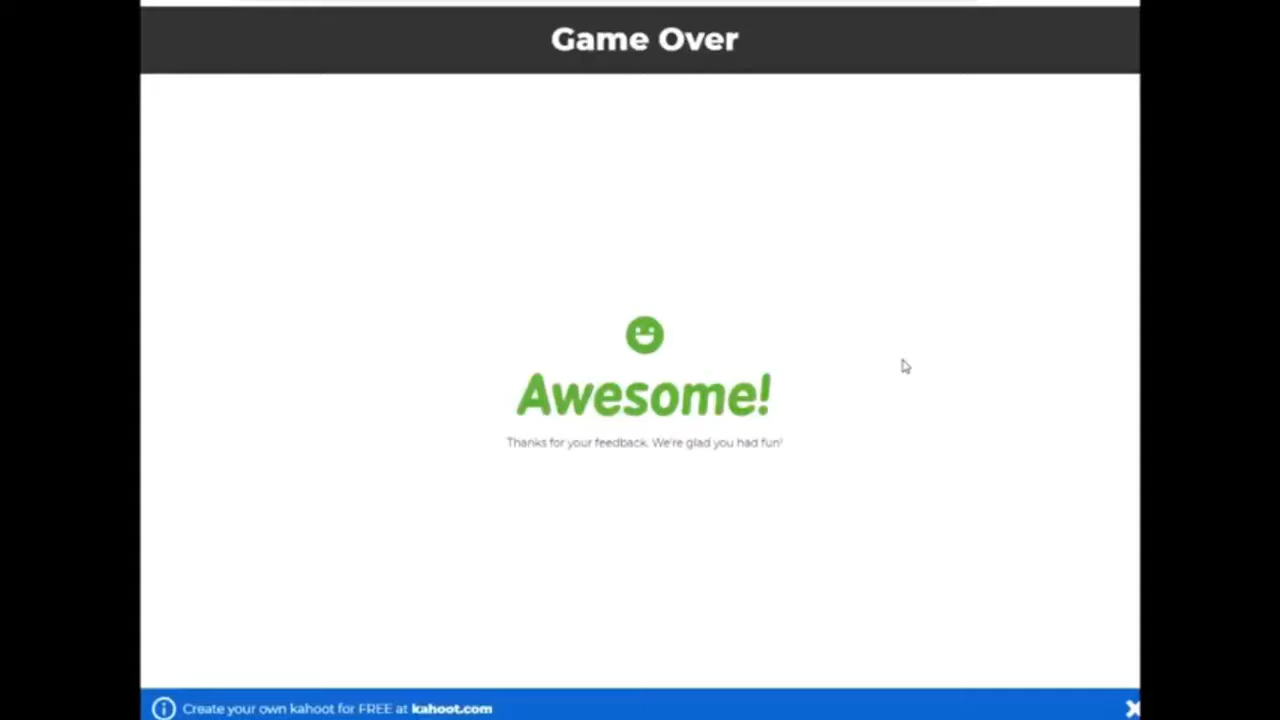 Game Over
Awesome!
Thanks for your feedback. We're glad you had fun!
Create your own kahoot for FREE at kahoot.com